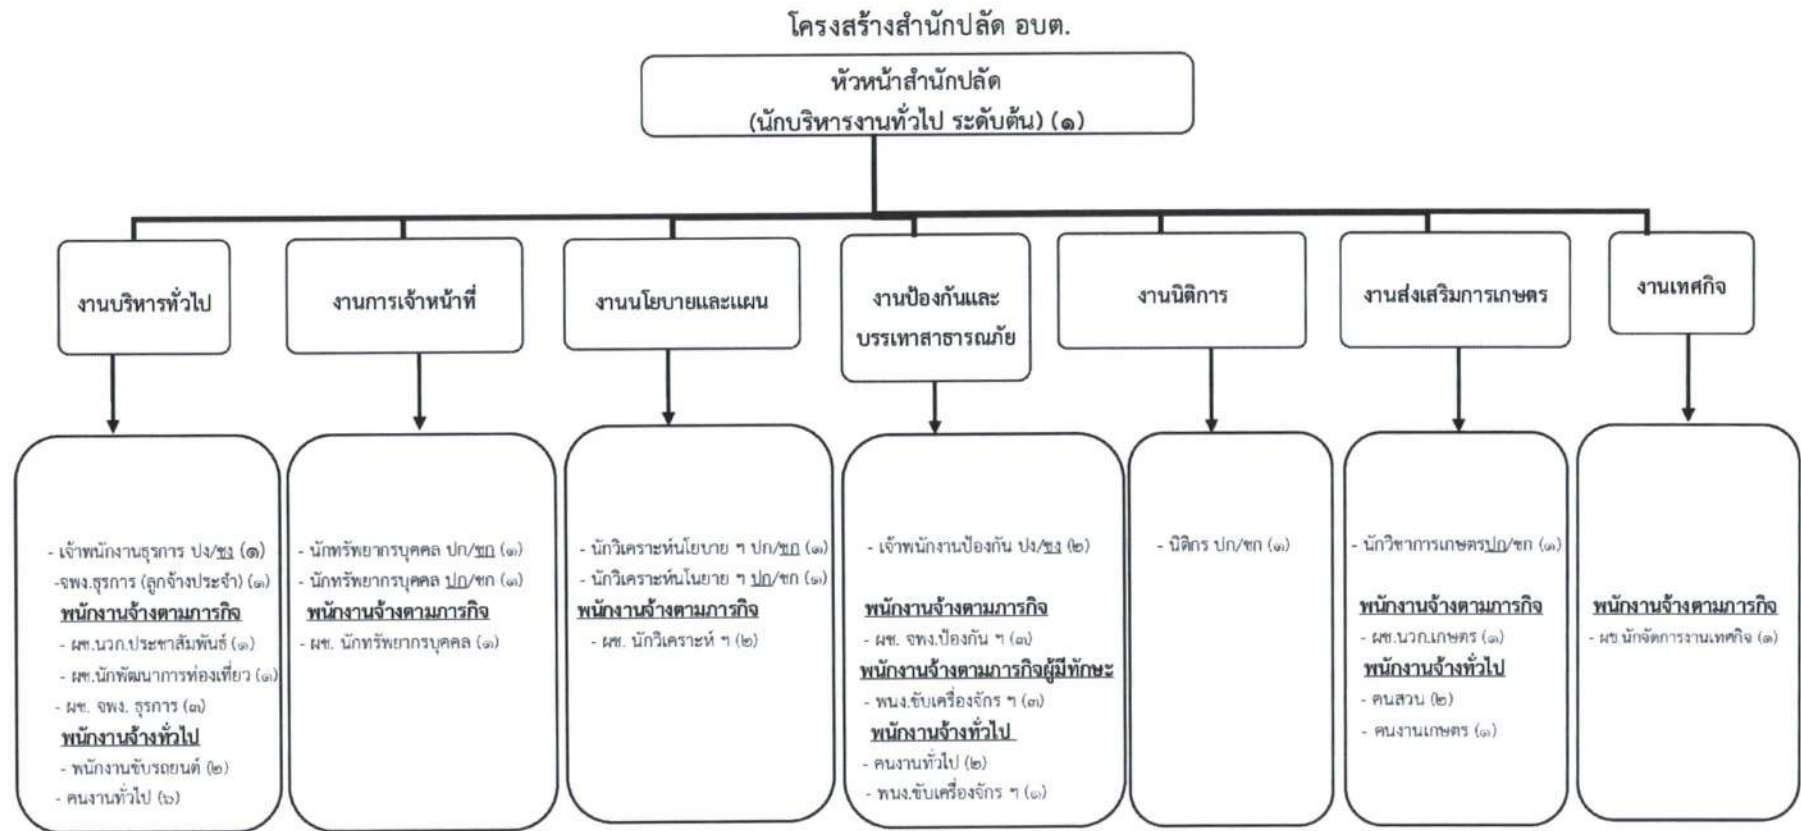 โครงสร้างสำนักปลัด อบต.
หัวหน้าสำนักปลัด
(นักบริหารงานทั่วไป ระดับต้น) (๑)
งานบริหารทั่วไป
งานการเจ้าหน้าที่
งานนโยบายและแผน
งานป้องกันและ
บรรเทาสาธารณภัย
งานนิติการ
งานส่งเสริมการเกษตร
งานเทศกิจ
- เจ้าพนักงานธุรการ ปง/ชง (๑)
-จพง.ธุรการ (ลูกจ้างประจำ) (๑)
พนักงานจ้างตามภารกิจ
- ผช.นวก.ประชาสัมพันธ์ (๑)
- ผช.นักพัฒนาการท่องเที่ยว (๑)
- ผช. จพง. ธุรการ (๓)
พนักงานจ้างทั่วไป
- พนักงานขับรถยนต์ (๒)
- คนงานทั่วไป (๖)
- นักทรัพยากรบุคคล ปก/ชก (๑)
- นักทรัพยากรบุคคล ปก/ชก (๑)
พนักงานจ้างตามภารกิจ
- ผช. นักทรัพยากรบุคคล (๑)
- นักวิเคราะห์นโยบาย ฯ ปก/ชก (๑)
- นักวิเคราะห์นโนยาย ฯ ปก/ชก (๑)
พนักงานจ้างตามภารกิจ
- ผช. นักวิเคราะห์ ฯ (๒)
- เจ้าพนักงานป้องกัน ปง/ชง (๒)
พนักงานจ้างตามภารกิจ
- ผช. จพง.ป้องกัน ฯ (๓)
พนักงานจ้างตามภารกิจผู้มีทักษะ
- พนง.ขับเครื่องจักร ฯ (๓)
พนักงานจ้างทั่วไป
- คนงานทั่วไป (๒)
- พนง.ขับเครื่องจักร ฯ (๑)
- นิติกร ปก/ชก (๑)
- นักวิชาการเกษตรปก/ชก (๑)
พนักงานจ้างตามภารกิจ
- ผช.นวก.เกษตร (๑)
พนักงานจ้างทั่วไป
- คนสวน (๒)
- คนงานเกษตร (๑)
พนักงานจ้างตามภารกิจ
- ผช.นักจัดการงานเทศกิจ (๑)